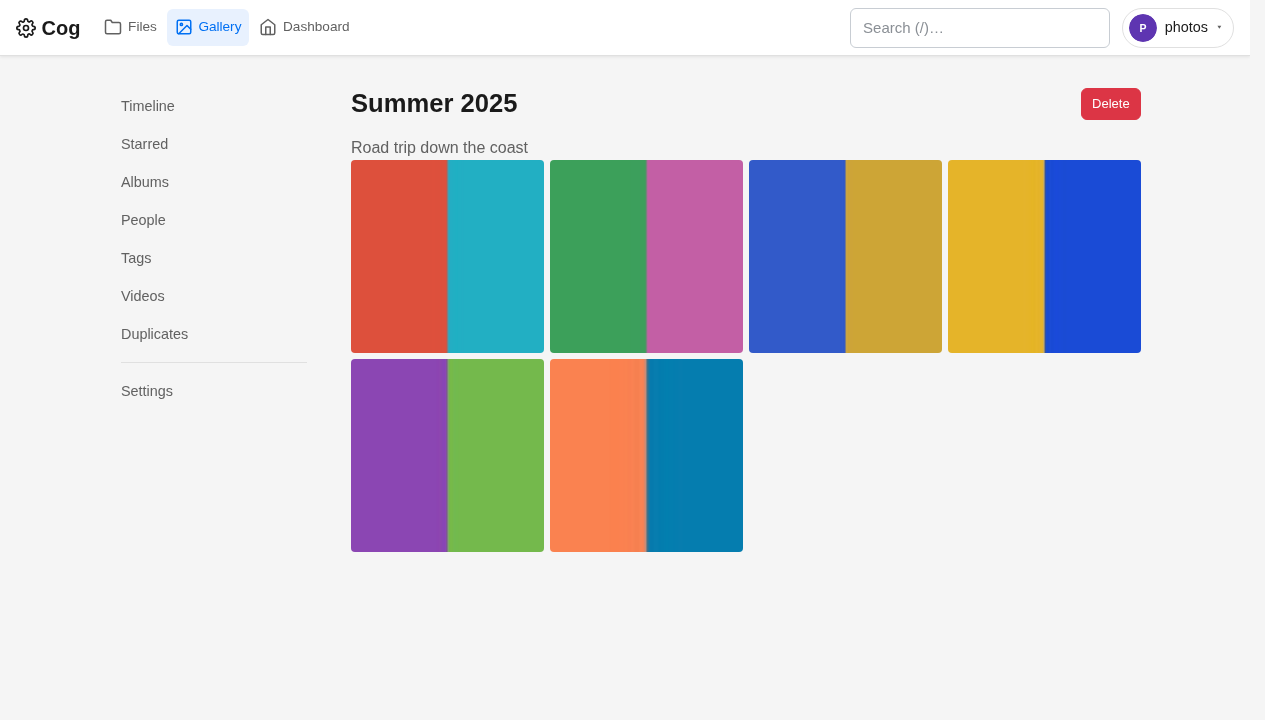 Cog
Files
Gallery
Dashboard
Search (/)…
P
photos
Timeline
Starred
Albums
People
Tags
Videos
Duplicates
Settings
Summer 2025
Delete
Road trip down the coast